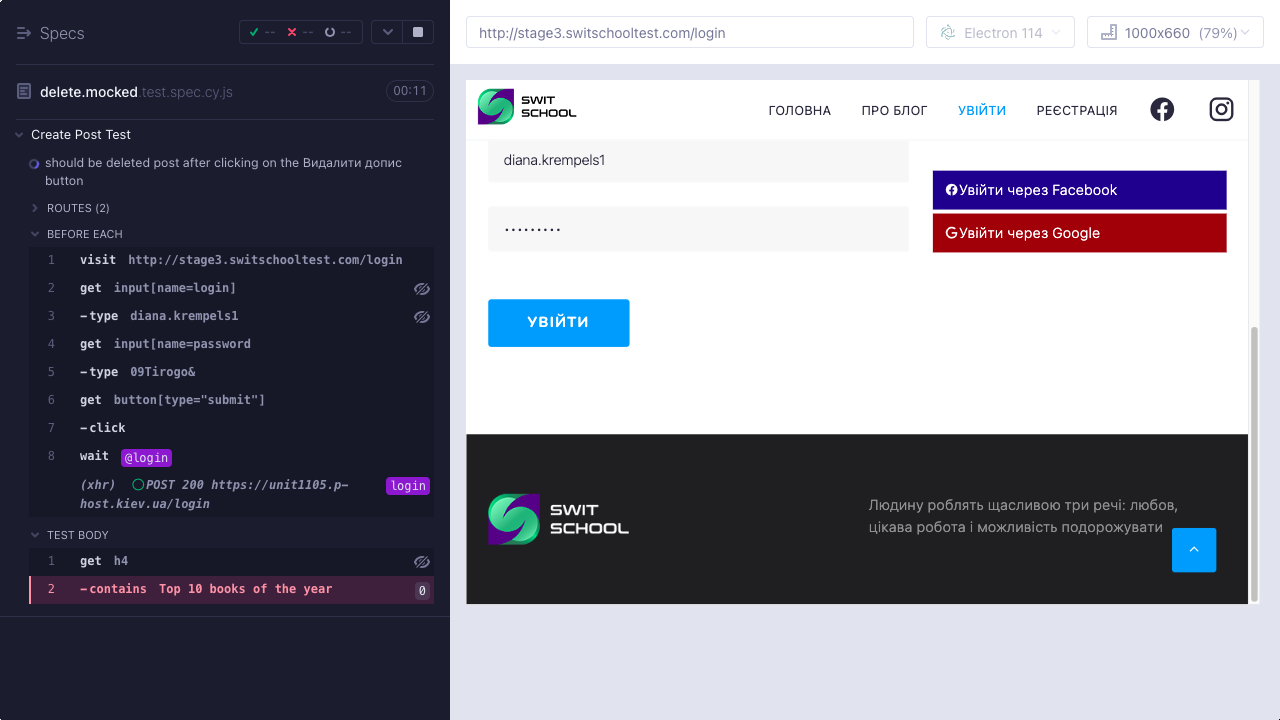 Specs
-- -- --
delete.mocked.test.spec.cy.js
00:11
Create Post Test
should be deleted post after clicking on the Видалити допис
button
ROUTES (2)
BEFORE EACH
1 visit http://stage3.switschooltest.com/login
2 get input[name=login]
3 -type diana.krempels1
4 get input[name=password
5 -type 09Tirogo&
6 get button[type="submit"]
7 -click
8 wait @login
(xhr) POST 200 https://unit1105.p-
host.kiev.ua/login
login
TEST BODY
1 get h4
2 -contains Top 10 books of the year 0
http://stage3.switschooltest.com/login
Electron 114
1000x660 (79%)
SWIT
SCHOOL
ГОЛОВНА ПРО БЛОГ УВІЙТИ РЕЄСТРАЦІЯ
diana.krempels1
.........
Увійти через Facebook
Увійти через Google
УВІЙТИ
SWIT
SCHOOL
Людину роблять щасливою три речі: любов,
цікава робота і можливість подорожувати